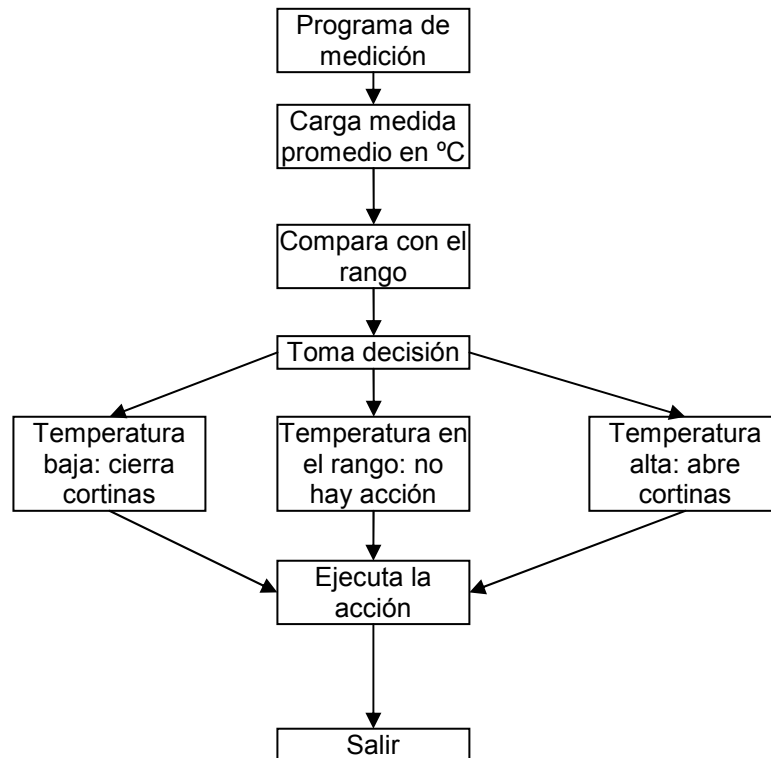 Programa de
medición
Carga medida
promedio en ºC
Compara con el
rango
Toma decisión
Temperatura
baja: cierra
cortinas
Temperatura en
el rango: no
hay acción
Temperatura
alta: abre
cortinas
Ejecuta la
acción
Salir